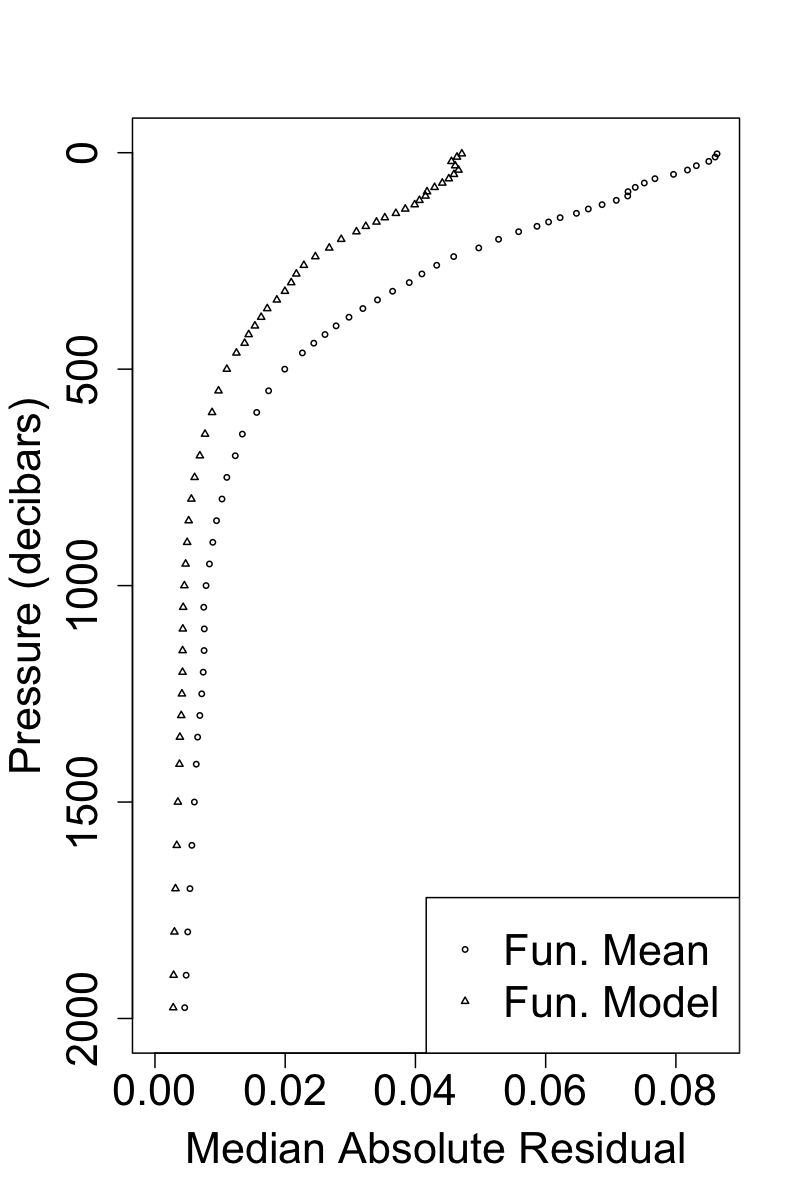 Pressure (decibars)
0
500
1000
1500
2000
Fun. Mean
Fun. Model
0.00 0.02 0.04 0.06 0.08
Median Absolute Residual